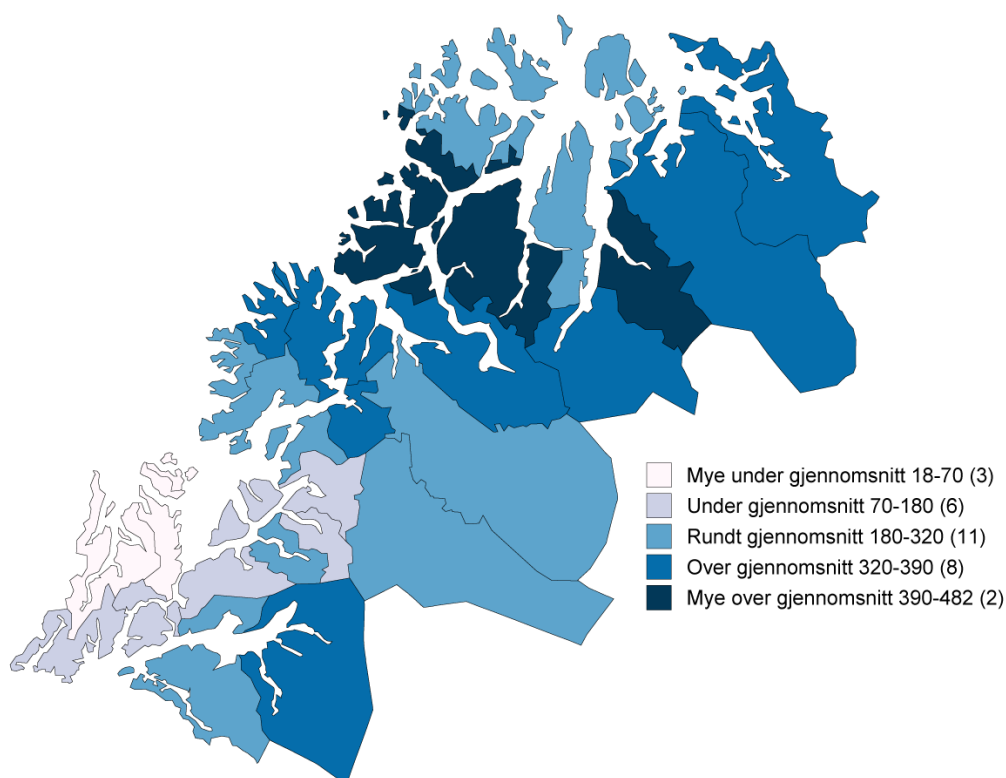 Mye under gjennomsnitt 18-70 (3)
Under gjennomsnitt 70-180 (6)
Rundt gjennomsnitt 180-320 (11)
Over gjennomsnitt 320-390 (8)
Mye over gjennomsnitt 390-482 (2)